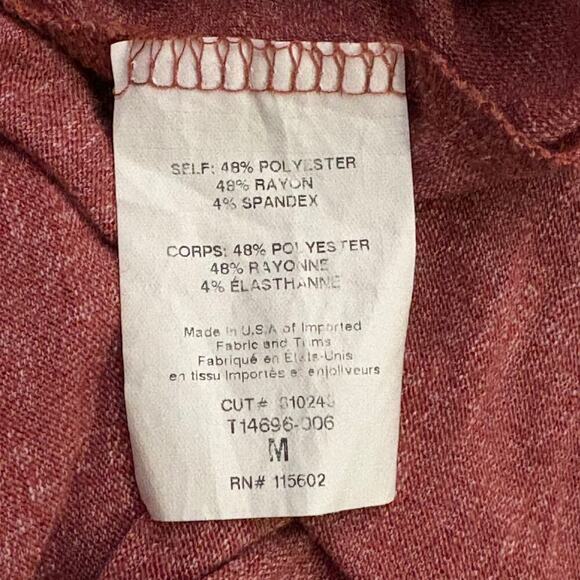 SELF: 48% POLYESTER
48% RAYON
4% SPANDEX
CORPS: 48% POLYESTER
48% RAYONNE
4% ÉLASTHANNE
Made in U.S.A of Imported
Fabric and Trims
Fabriqué en États-Unis
en tissu Importés et enjoliveurs
CUT#
T14696-006
M
RN# 115602